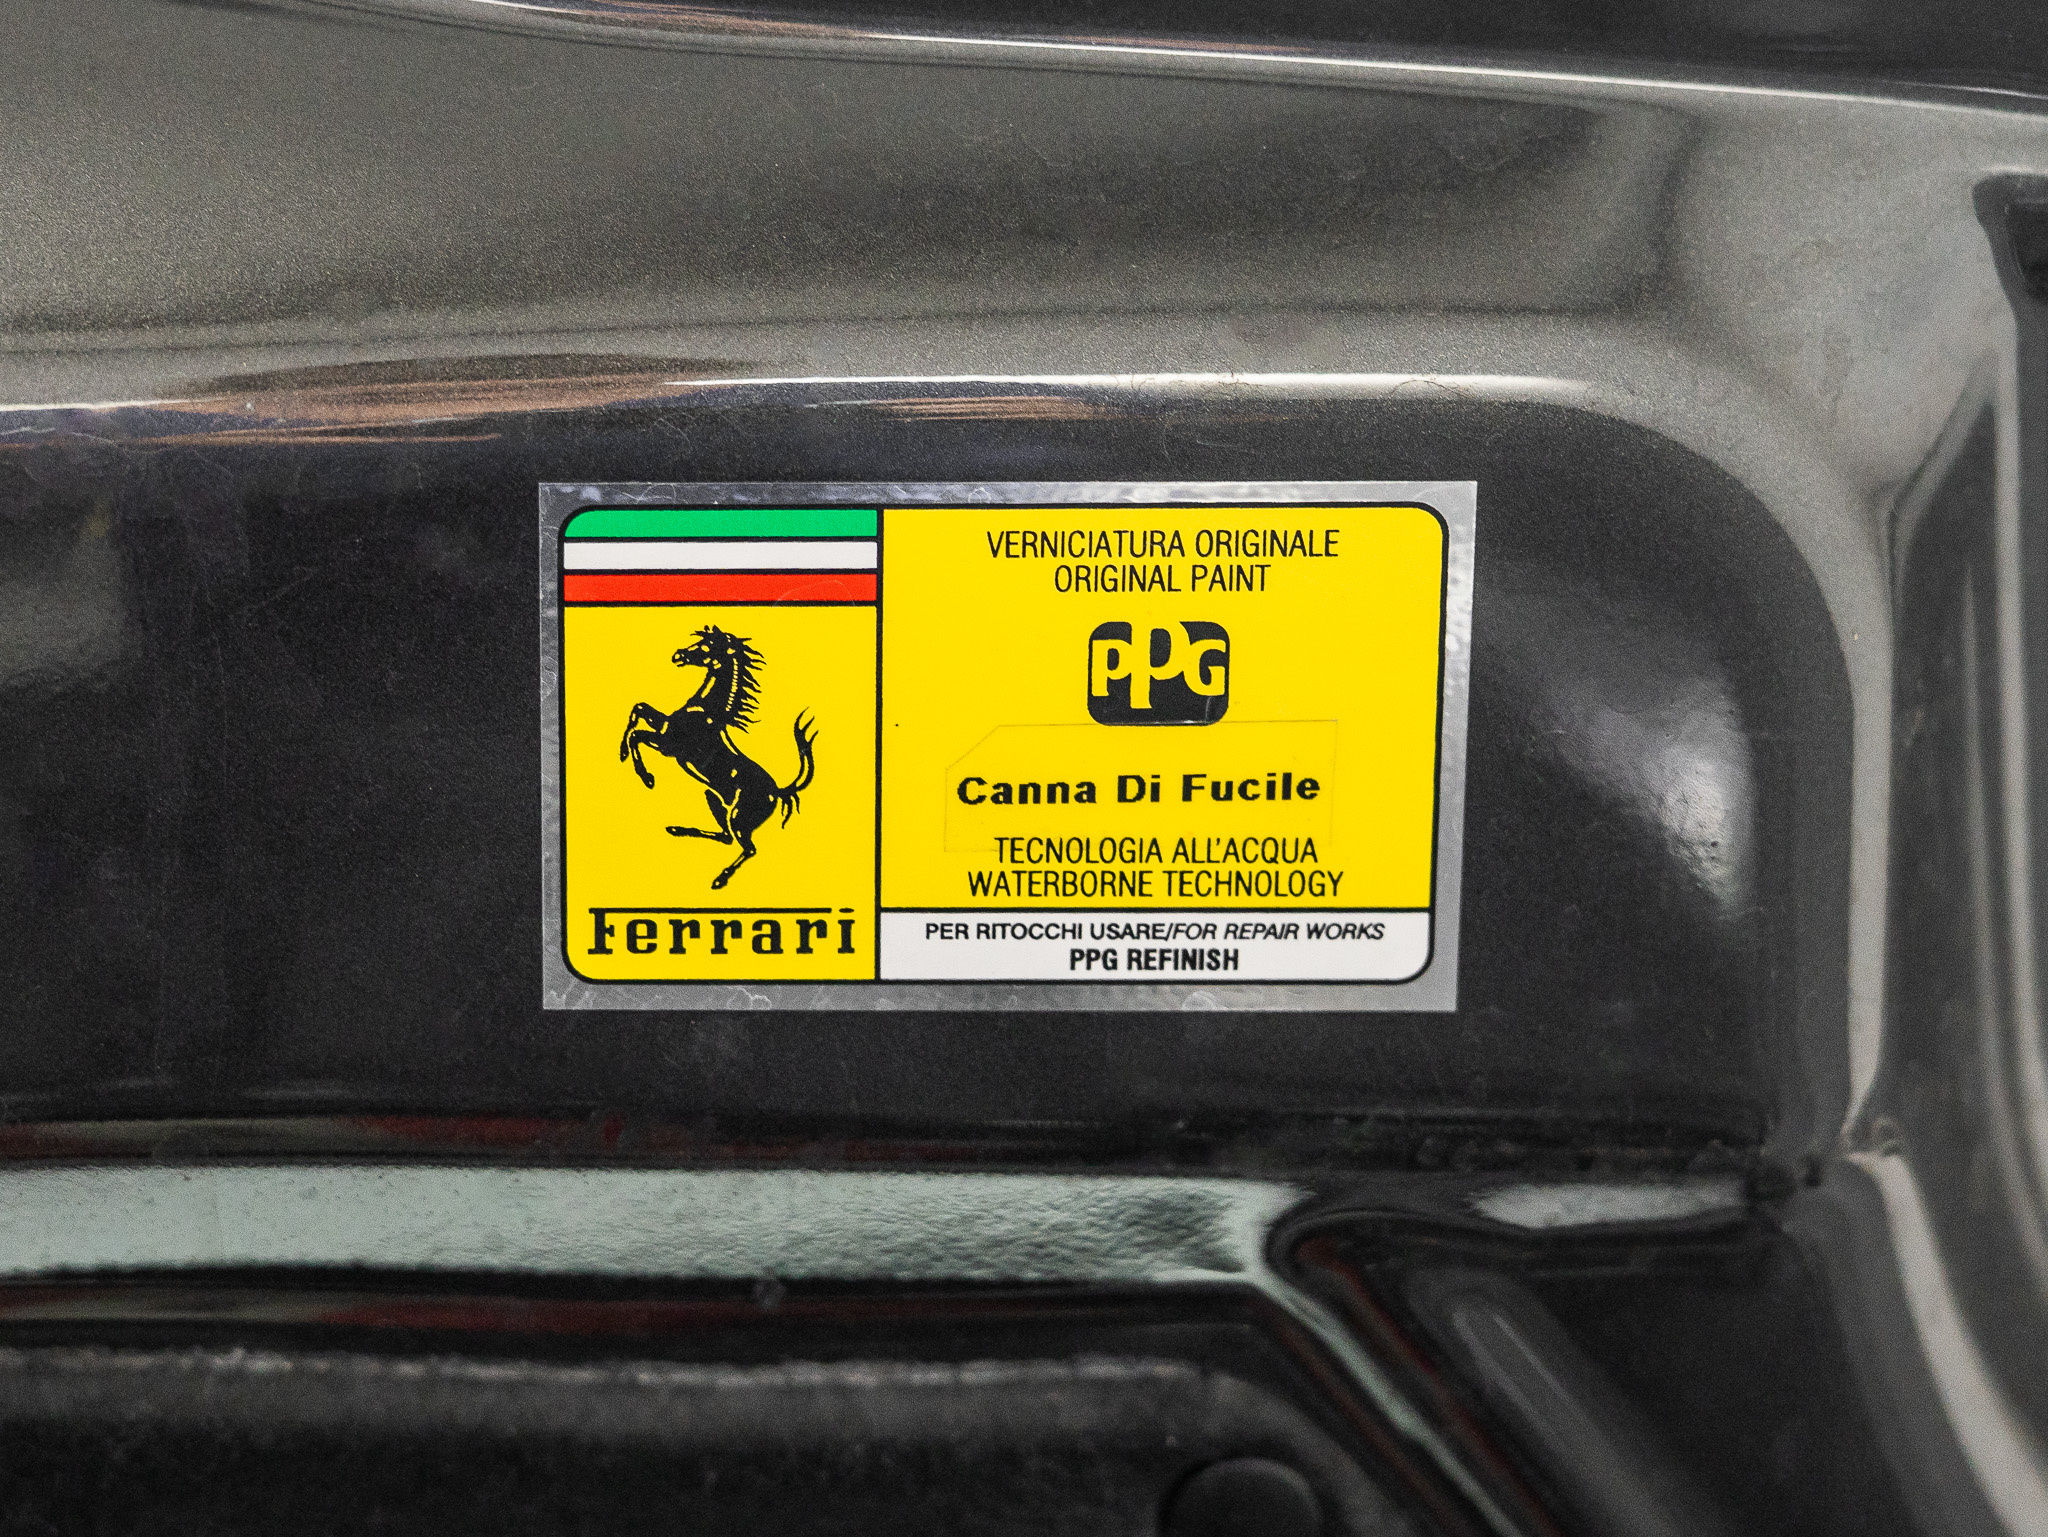 VERNICIATURA ORIGINALE
ORIGINAL PAINT
PPG
Canna Di Fucile
TECNOLOGIA ALL'ACQUA
WATERBORNE TECHNOLOGY
Ferrari
PER RITOCCHI USARE/FOR REPAIR WORKS
PPG REFINISH